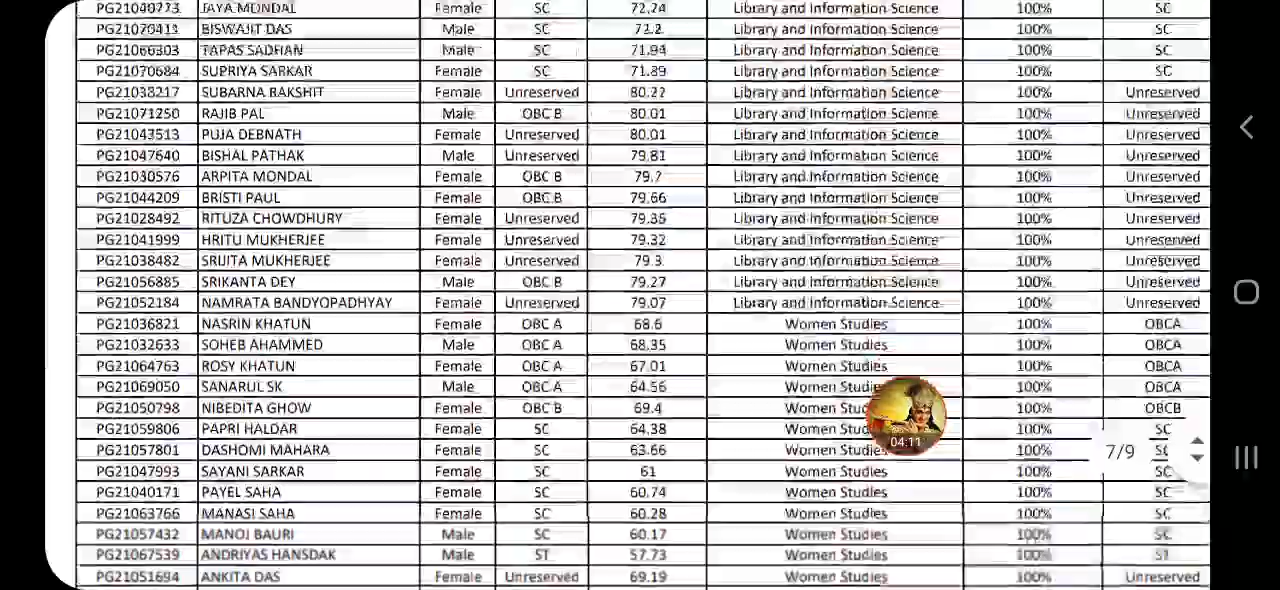 PG21040773 JAYA MONDAL Female SC 72.24 Library and Information Science 100% SC
PG21070411 BISWAJIT DAS Male SC 72.2 Library and Information Science 100% SC
PG21066303 TAPAS SADHAN Male SC 71.94 Library and Information Science 100% SC
PG21070684 SUPRIYA SARKAR Female SC 71.89 Library and Information Science 100% SC
PG21038217 SUBARNA RAKSHIT Female Unreserved 80.22 Library and Information Science 100% Unreserved
PG21071250 RAJIB PAL Male OBC B 80.01 Library and Information Science 100% Unreserved
PG21043513 PUJA DEBNATH Female Unreserved 80.01 Library and Information Science 100% Unreserved
PG21047640 BISHAL PATHAK Male Unreserved 79.81 Library and Information Science 100% Unreserved
PG21030576 ARPITA MONDAL Female OBC B 79.7 Library and Information Science 100% Unreserved
PG21044209 BRISTI PAUL Female OBC B 79.66 Library and Information Science 100% Unreserved
PG21028492 RITUZA CHOWDHURY Female Unreserved 79.35 Library and Information Science 100% Unreserved
PG21041999 HRITU MUKHERJEE Female Unreserved 79.32 Library and Information Science 100% Unreserved
PG21038482 SRIJITA MUKHERJEE Female Unreserved 79.3 Library and Information Science 100% Unreserved
PG21056885 SRIKANTA DEY Male OBC B 79.27 Library and Information Science 100% Unreserved
PG21052184 NAMRATA BANDYOPADHYAY Female Unreserved 79.07 Library and Information Science 100% Unreserved
PG21036821 NASRIN KHATUN Female OBC A 68.6 Women Studies 100% OBCA
PG21032633 SOHEB AHAMMED Male OBC A 68.35 Women Studies 100% OBCA
PG21064763 ROSY KHATUN Female OBC A 67.01 Women Studies 100% OBCA
PG21069050 SANARUL SK Male OBC A 64.56 Women Studies 100% OBCA
PG21050798 NIBEDITA GHOW Female OBC B 69.4 Women 100% OBCB
PG21059806 PAPRI HALDAR Female SC 64.38 Women 100% SC
04:11
PG21057801 DASHOMI MAHARA Female SC 63.66 Women Studies 100%
7/9
PG21047993 SAYANI SARKAR Female SC 61 Women Studies 100% SC
PG21040171 PAYEL SAHA Female SC 60.74 Women Studies 100% SC
PG21063766 MANASI SAHA Female SC 60.28 Women Studies 100% SC
PG21057432 MANOJ BAURI Male SC 60.17 Women Studies 100% SC
PG21067539 ANDRIYAS HANSDAK Male ST 57.73 Women Studies 100% ST
PG21051694 ANKITA DAS Female Unreserved 69.19 Women Studies 100% Unreserved